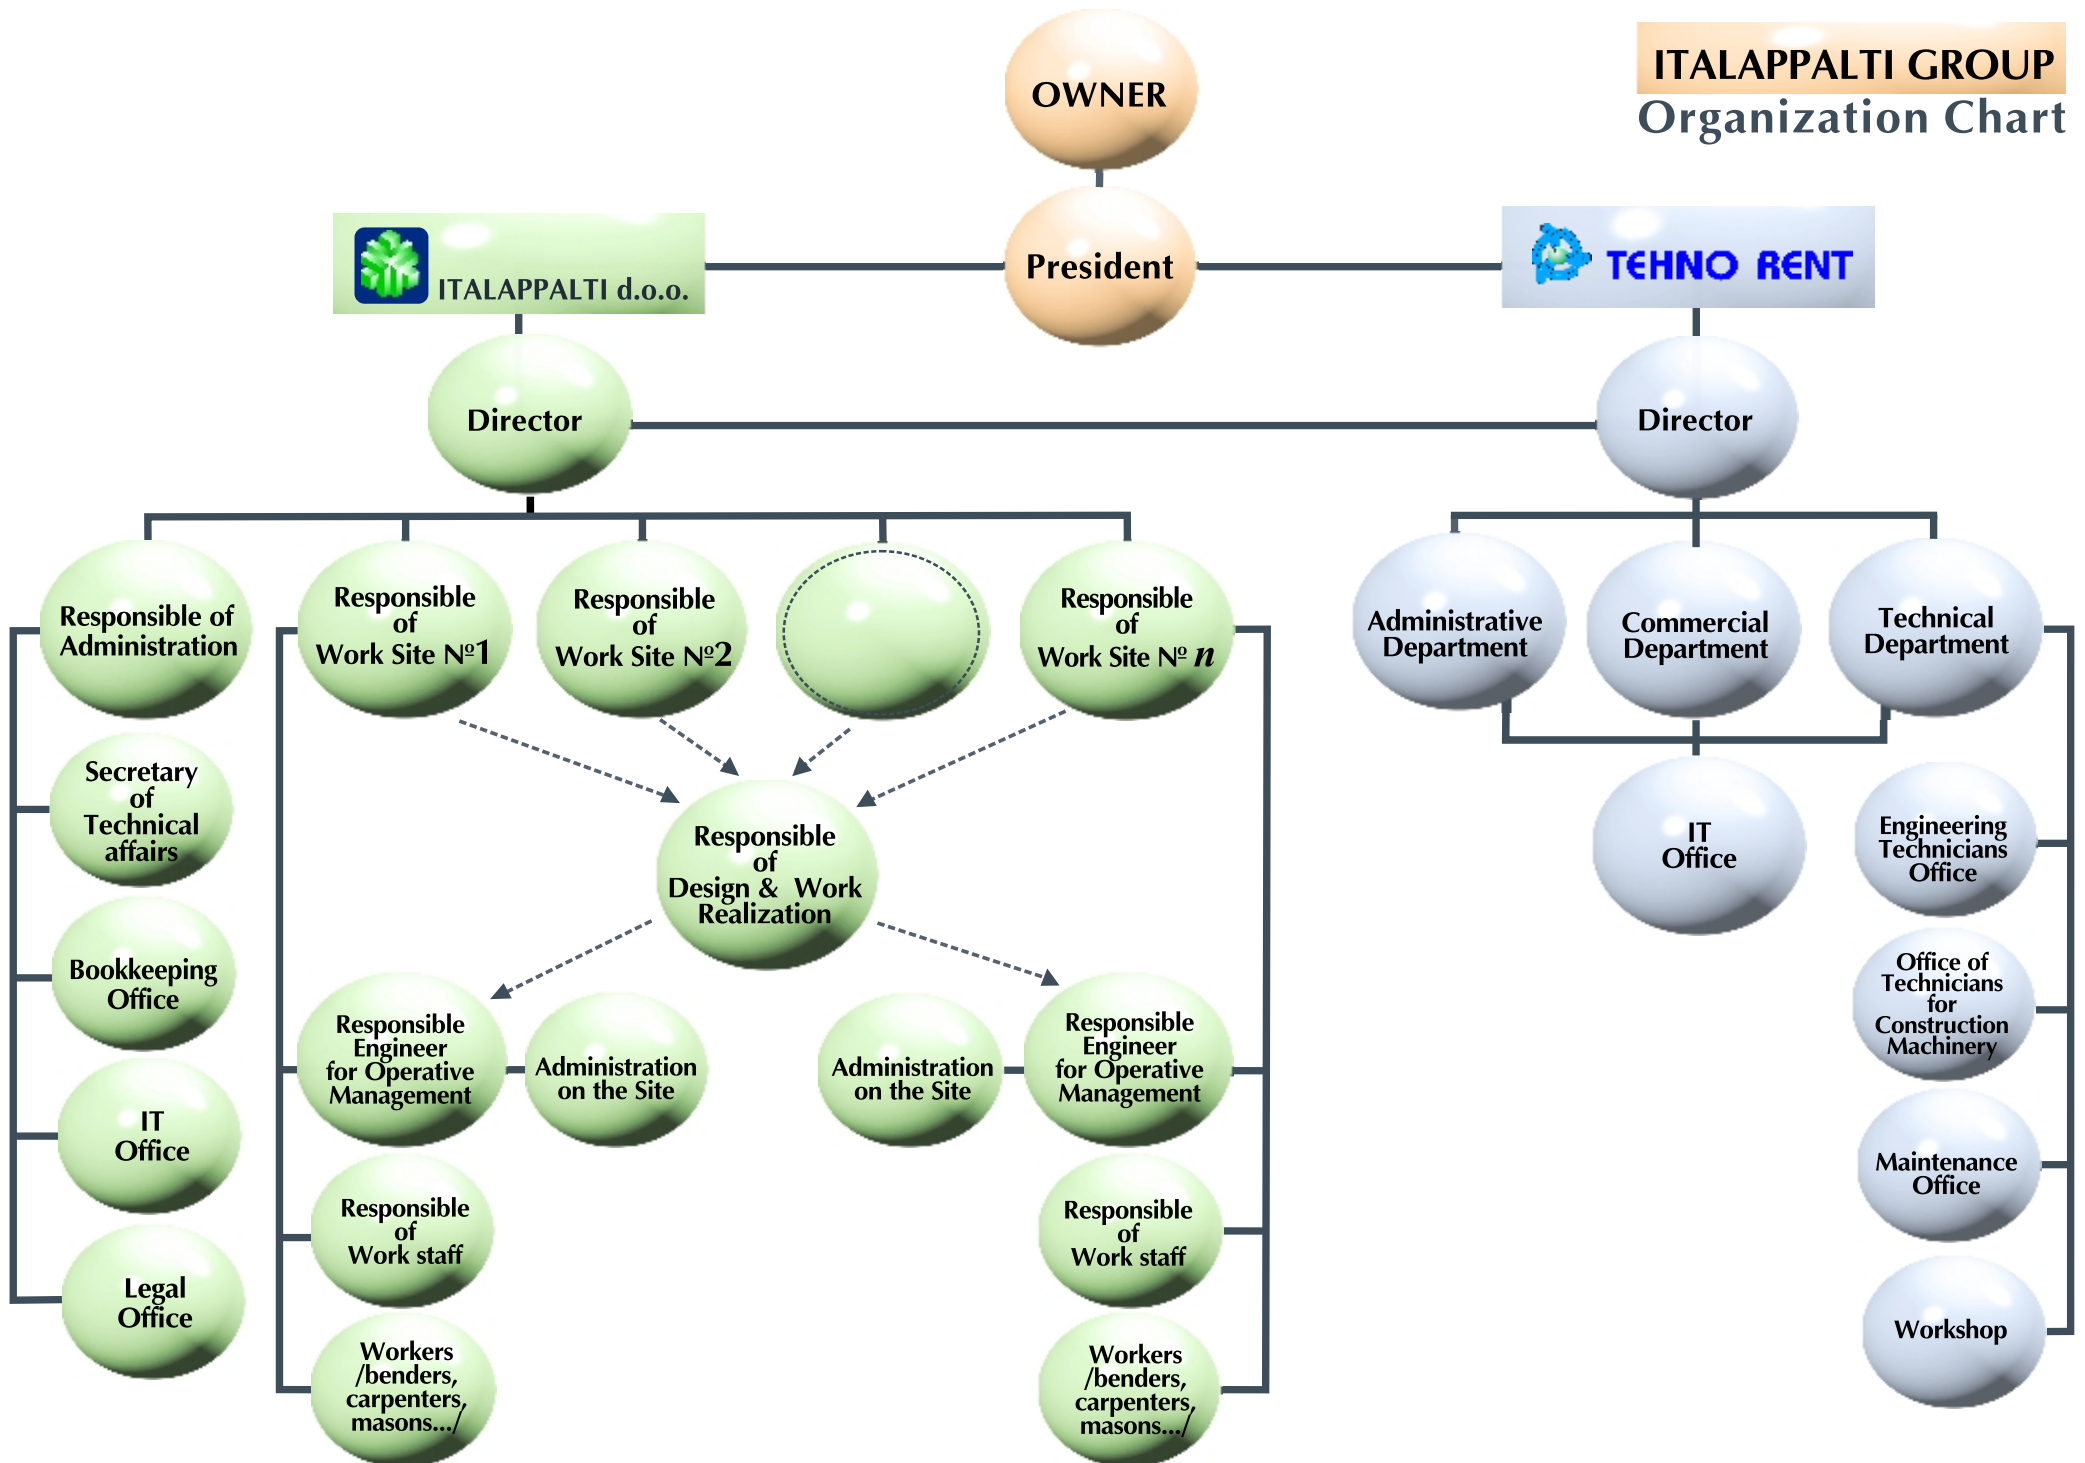 OWNER
ITALAPPALTI GROUP
Organization Chart
President
ITALAPPALTI d.o.o.
TEHNO RENT
Director
Director
Responsible of
Administration
Responsible
of
Work Site Nº1
Responsible
of
Work Site Nº2
Responsible
of
Work Site Nº n
Administrative
Department
Commercial
Department
Technical
Department
Secretary
of
Technical
affairs
Responsible
of
Design & Work
Realization
IT
Office
Engineering
Technicians
Office
Bookkeeping
Office
Responsible
Engineer
for Operative
Management
Administration
on the Site
Administration
on the Site
Responsible
Engineer
for Operative
Management
Office of
Technicians
for
Construction
Machinery
IT
Office
Responsible
of
Work staff
Responsible
of
Work staff
Maintenance
Office
Legal
Office
Workers
/benders,
carpenters,
masons.../
Workers
/benders,
carpenters,
masons.../
Workshop